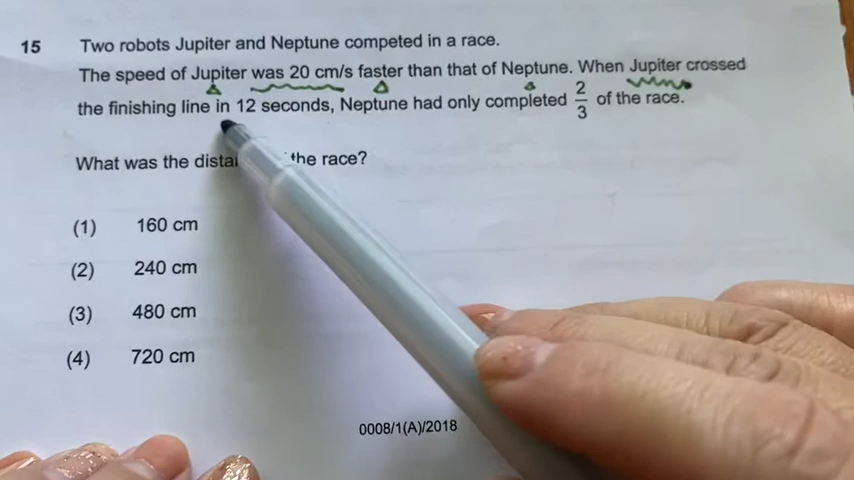 15 Two robots Jupiter and Neptune competed in a race.
The speed of Jupiter was 20 cm/s faster than that of Neptune. When Jupiter crossed
the finishing line in 12 seconds, Neptune had only completed 2/3 of the race.
What was the dista the race?
(1) 160 cm
(2) 240 cm
(3) 480 cm
(4) 720 cm
0008/1(A)/2018